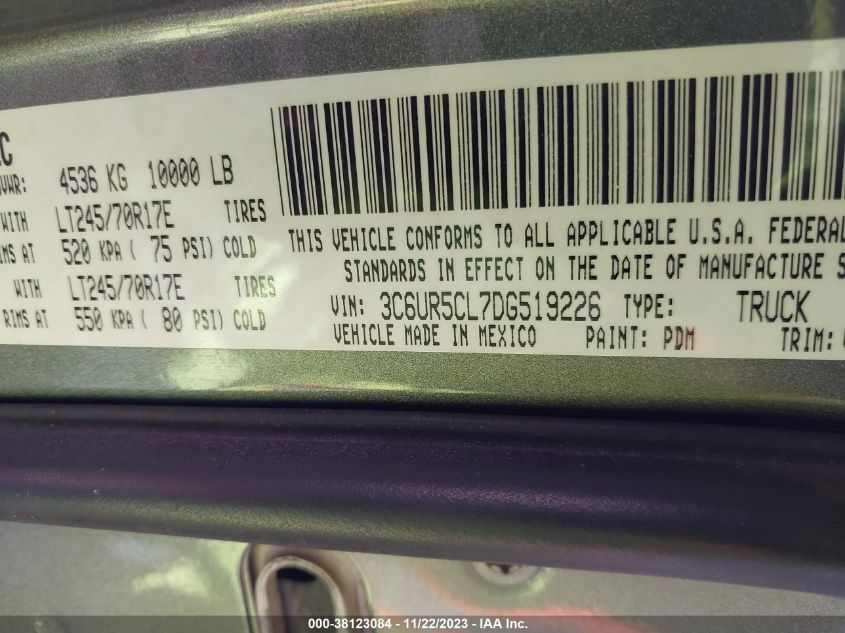 GVWR: 4536 KG 10000 LB
WITH LT245/70R17E TIRES
RIMS AT 520 KPA ( 75 PSI) COLD
WITH LT245/70R17E TIRES
RIMS AT 550 KPA ( 80 PSI) COLD
THIS VEHICLE CONFORMS TO ALL APPLICABLE U.S.A. FEDERAL
STANDARDS IN EFFECT ON THE DATE OF MANUFACTURE S
VIN: 3C6UR5CL7DG519226 TYPE: TRUCK
VEHICLE MADE IN MEXICO PAINT: PDM TRIM:
000-38123084 - 11/22/2023 - IAA Inc.